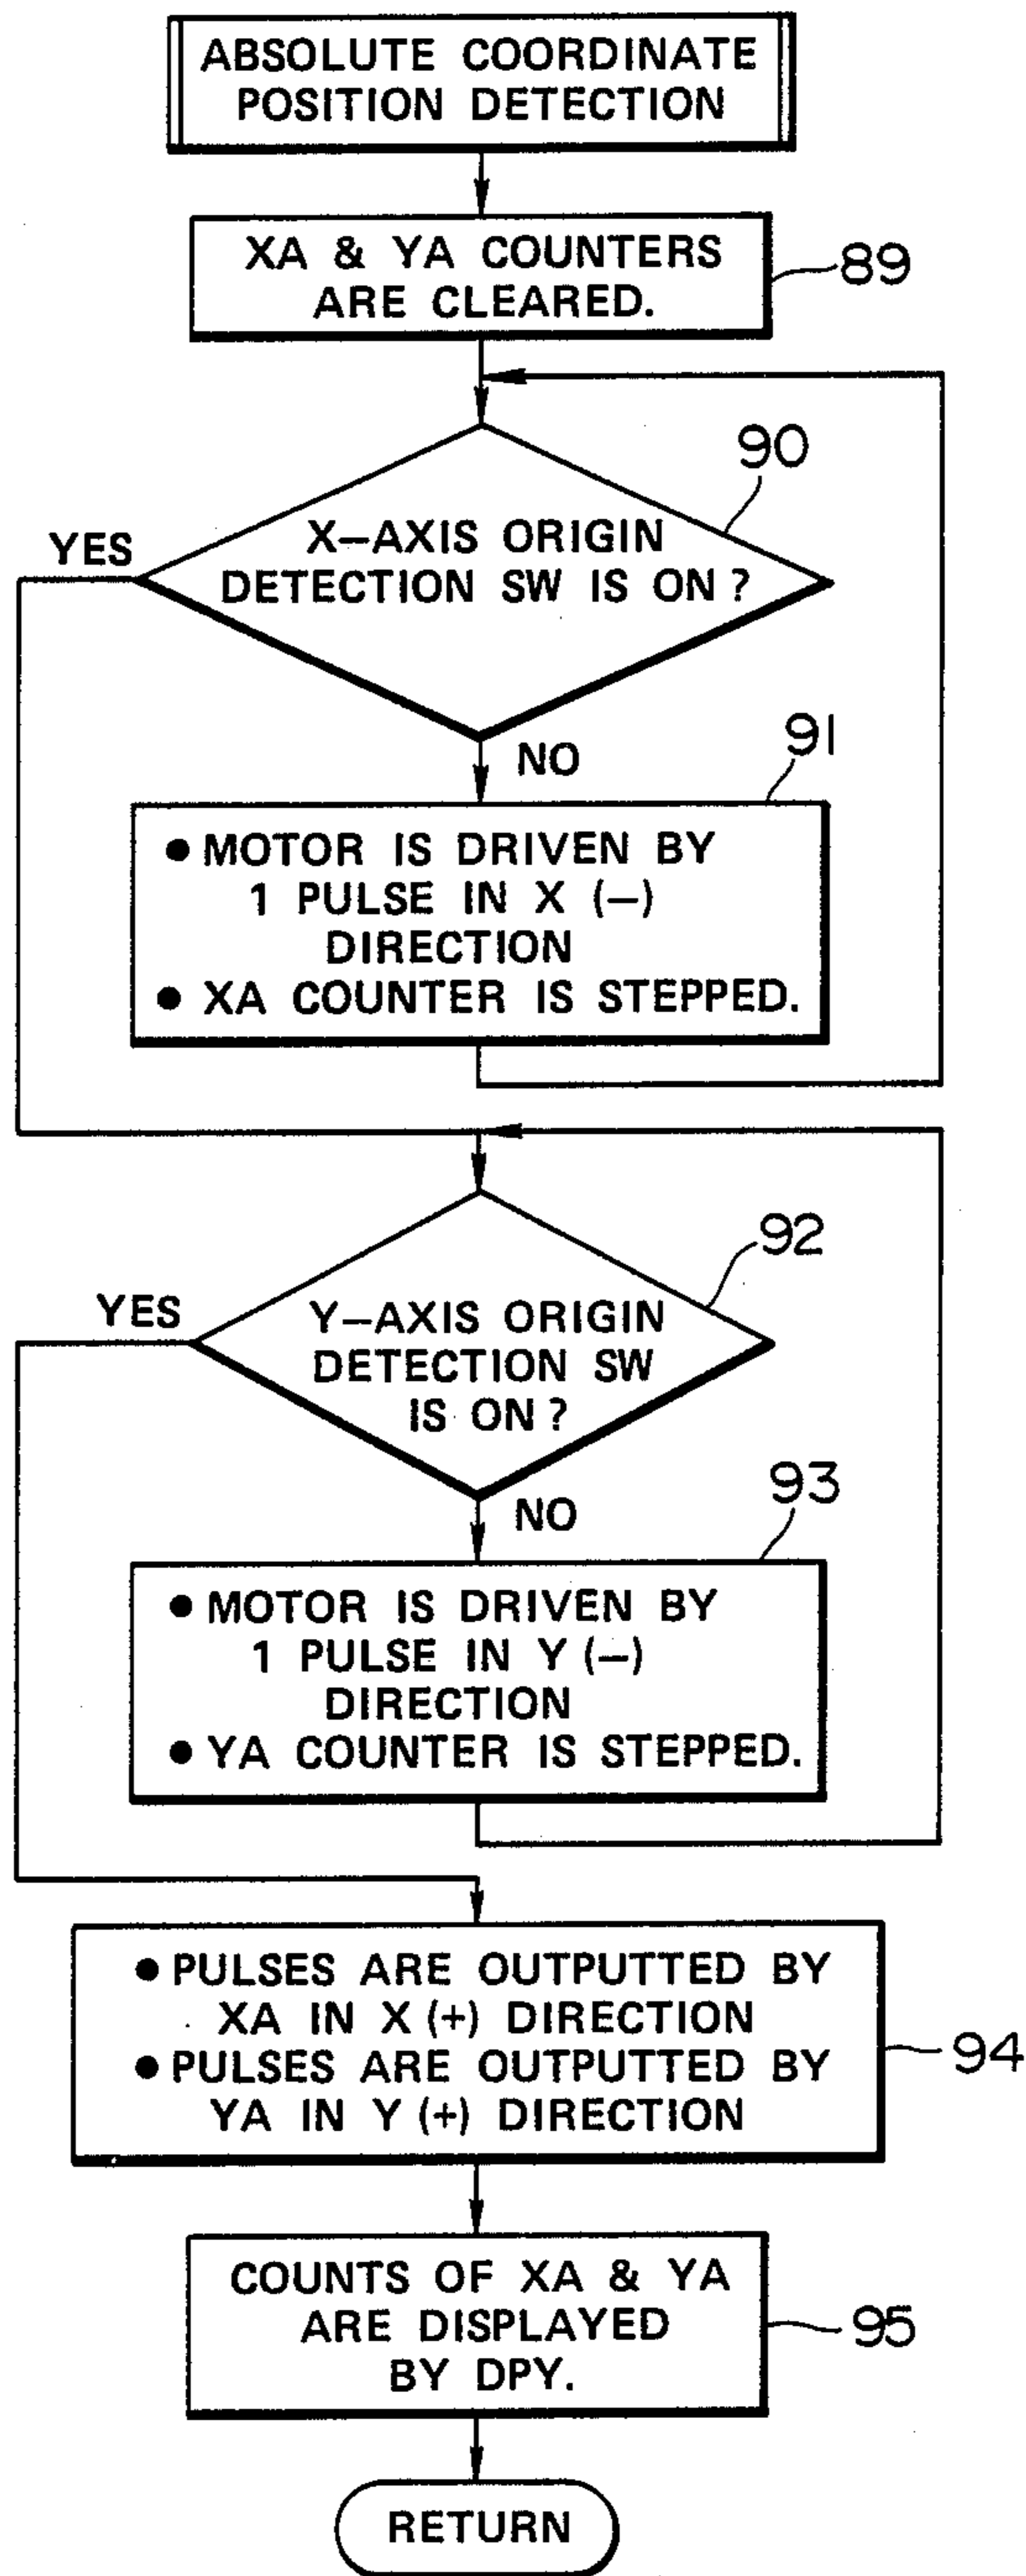 ABSOLUTE COORDINATE
POSITION DETECTION
XA & YA COUNTERS
ARE CLEARED.
89
90
YES
X-AXIS ORIGIN
DETECTION SW IS ON ?
NO
91
● MOTOR IS DRIVEN BY
1 PULSE IN X (-)
DIRECTION
● XA COUNTER IS STEPPED.
92
YES
Y-AXIS ORIGIN
DETECTION SW
IS ON ?
NO
93
● MOTOR IS DRIVEN BY
1 PULSE IN Y (-)
DIRECTION
● YA COUNTER IS STEPPED.
● PULSES ARE OUTPUTTED BY
XA IN X (+) DIRECTION
● PULSES ARE OUTPUTTED BY
YA IN Y (+) DIRECTION
94
COUNTS OF XA & YA
ARE DISPLAYED
BY DPY.
95
RETURN